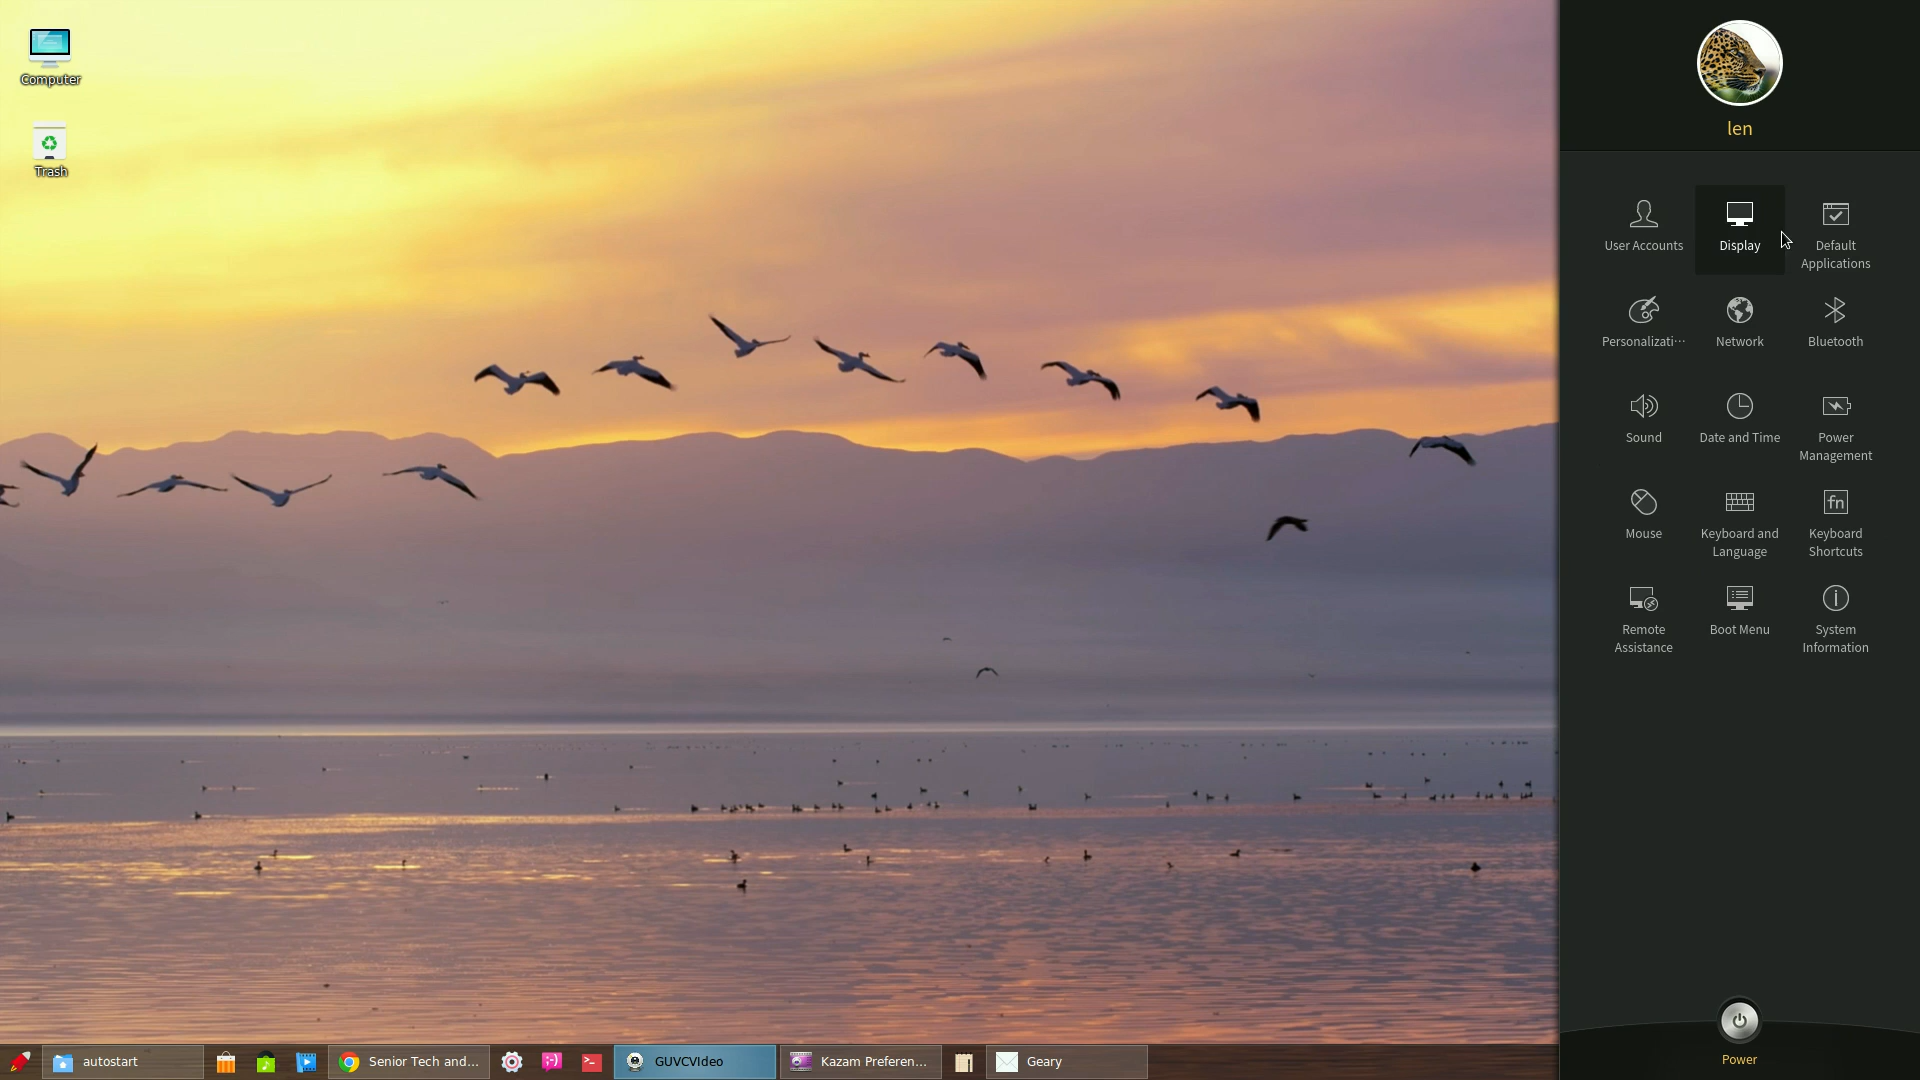 Computer
Trash
len
User Accounts
Display
Default
Applications
Personalizati…
Network
Bluetooth
Sound
Date and Time
Power
Management
Mouse
Keyboard and
Language
fn
Keyboard
Shortcuts
Remote
Assistance
Boot Menu
System
Information
Power
autostart
Senior Tech and...
GUVCVIdeo
Kazam Preferen...
Geary